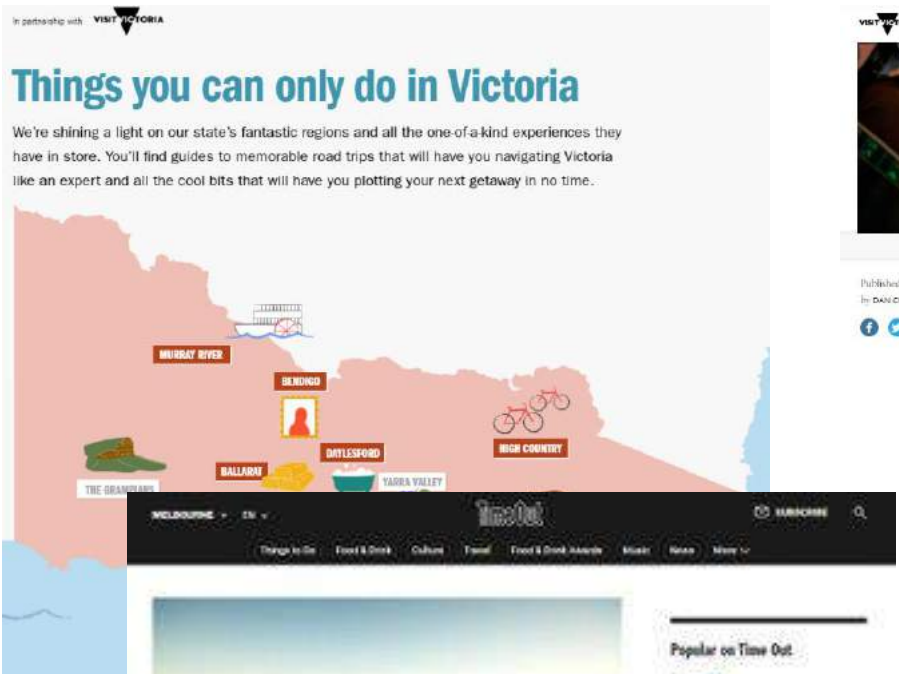 In partnership with VISIT VICTORIA
Things you can only do in Victoria
We're shining a light on our state's fantastic regions and all the one-of-a-kind experiences they
have in store. You'll find guides to memorable road trips that will have you navigating Victoria
like an expert and all the cool bits that will have you plotting your next getaway in no time.
MURRAY RIVER
BENDIGO
HIGH COUNTRY
DAYLESFORD
BALLARAT
YARRA VALLEY
THE GRAMPIANS
VISIT
Published
by DAN
MELBOURNE EN TimeOut SUBSCRIBE
Things to Do Food & Drink Culture Travel Food & Drink Awards Music News More
Popular on Time Out